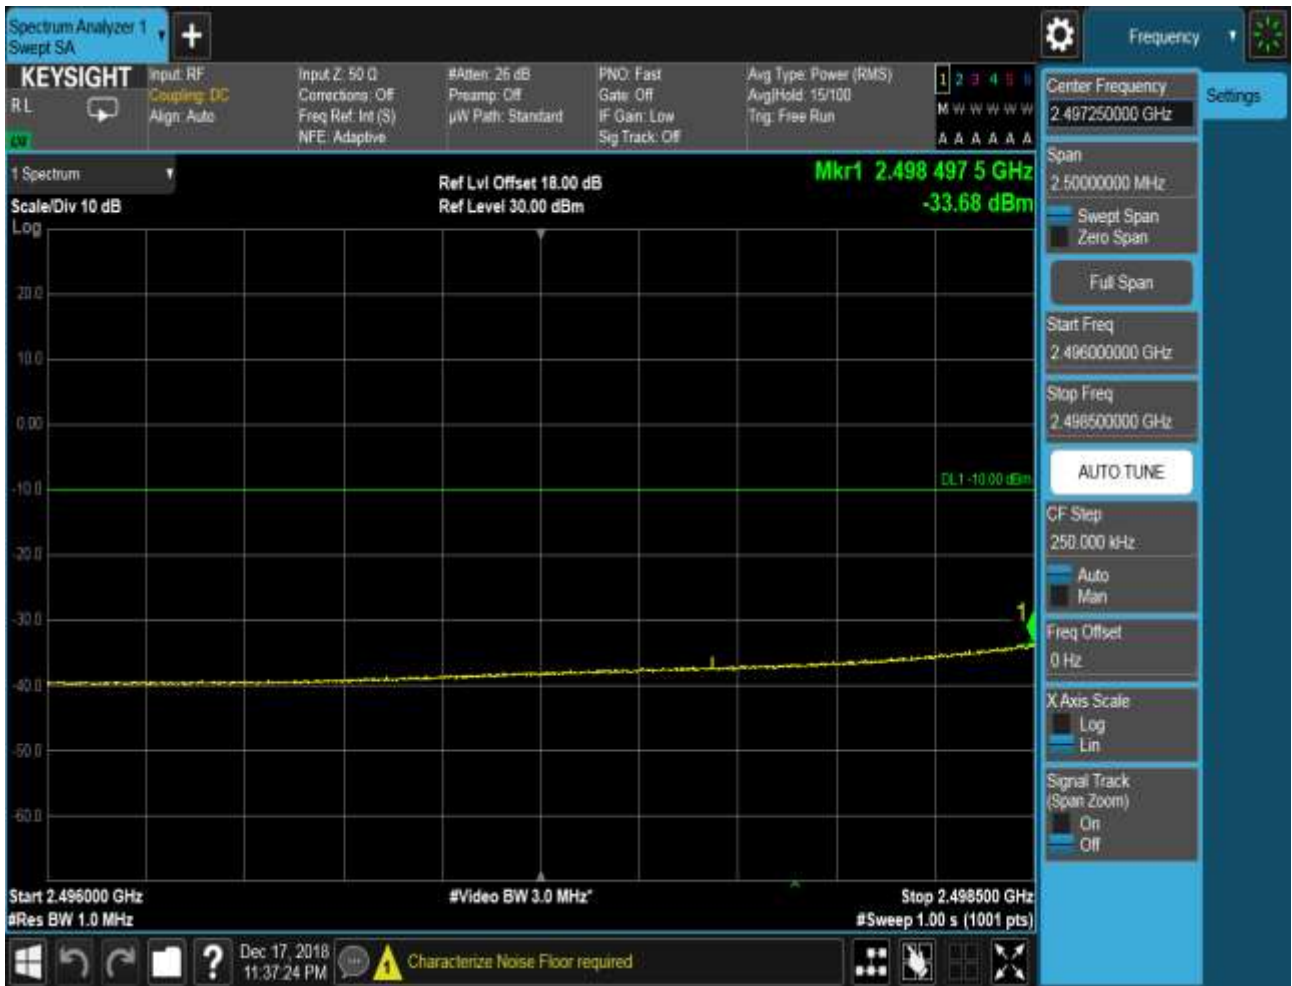 Spectrum Analyzer 1
Swept SA
+
Frequency
KEYSIGHT
RL
Input: RF
Coupling: DC
Align: Auto
Input Z: 50 Ω
Corrections: Off
Freq Ref: Int (S)
NFE: Adaptive
#Atten: 26 dB
Preamp: Off
µW Path: Standard
PNO: Fast
Gate: Off
IF Gain: Low
Sig Track: Off
Avg Type: Power (RMS)
Avg|Hold: 15/100
Trig: Free Run
1 2 3 4 5 6
M W W W W W
A A A A A A
1 Spectrum
Scale/Div 10 dB
Log
Ref Lvl Offset 18.00 dB
Ref Level 30.00 dBm
Mkr1 2.498 497 5 GHz
-33.68 dBm
20.0
10.0
0.00
-10.0
-20.0
-30.0
-40.0
-50.0
-60.0
DL1 -10.00 dBm
1
Start 2.496000 GHz
#Res BW 1.0 MHz
#Video BW 3.0 MHz*
Stop 2.498500 GHz
#Sweep 1.00 s (1001 pts)
Center Frequency
2.497250000 GHz
Settings
Span
2.50000000 MHz
Swept Span
Zero Span
Full Span
Start Freq
2.496000000 GHz
Stop Freq
2.498500000 GHz
AUTO TUNE
CF Step
250.000 kHz
Auto
Man
Freq Offset
0 Hz
X Axis Scale
Log
Lin
Signal Track
(Span Zoom)
On
Off
?
Dec 17, 2018
11:37:24 PM
1
Characterize Noise Floor required